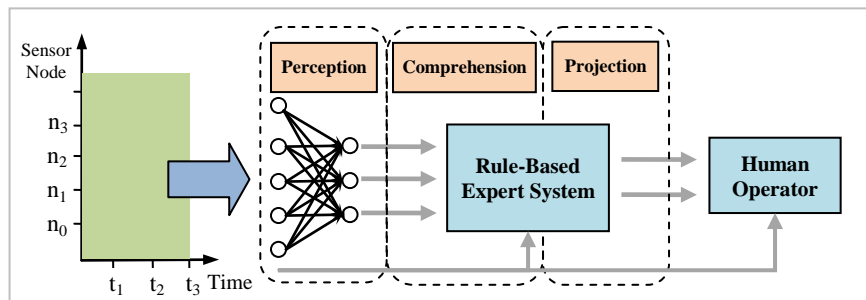 Sensor
Node
n3
n2
n1
n0
t1
t2
t3
Time
Perception
Comprehension
Projection
Rule-Based
Expert System
Human
Operator